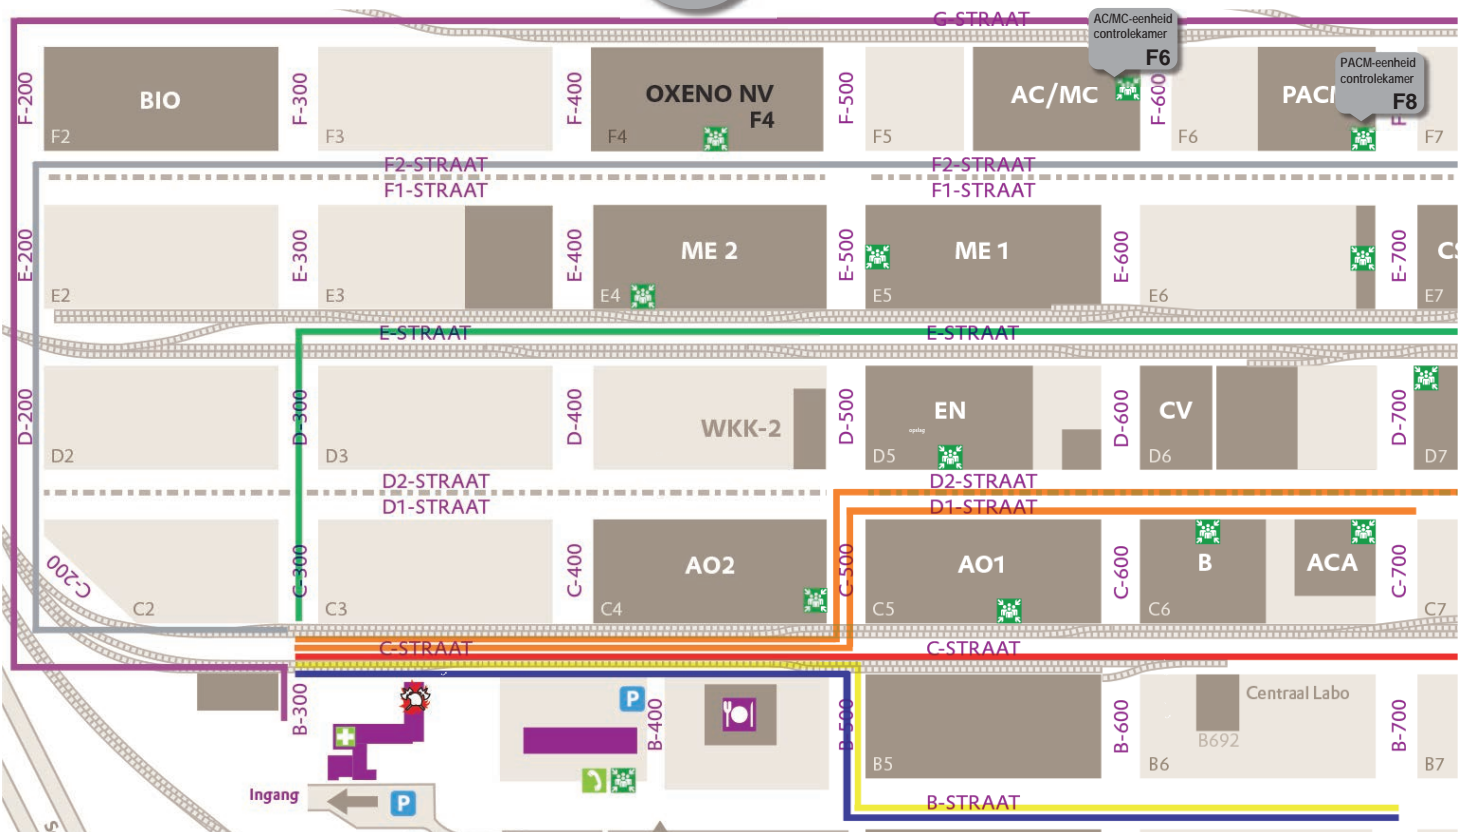 G-STRAAT
AC/MC-eenheid
controlekamer
F6
PACM-eenheid
controlekamer
F8
F-200
BIO
F2
F-300
F3
F-400
OXENO NV
F4
F4
F-500
F5
AC/MC
F-600
F6
F7
F2-STRAAT
F2-STRAAT
F1-STRAAT
F1-STRAAT
E-200
E2
E-300
E3
E-400
ME 2
E4
E-500
ME 1
E5
E-600
E6
E-700
E7
E-STRAAT
E-STRAAT
D-200
D2
D-300
D3
D-400
WKK-2
D-500
EN
D5
D-600
CV
D6
D-700
D7
D2-STRAAT
D2-STRAAT
D1-STRAAT
D1-STRAAT
C-200
C2
C-300
C3
C-400
AO2
C4
C-500
AO1
C5
C-600
B
C6
ACA
C-700
C7
C-STRAAT
C-STRAAT
B-300
P
B-400
B-500
B5
B-600
Centraal Labo
B692
B6
B-700
B7
Ingang
P
B-STRAAT